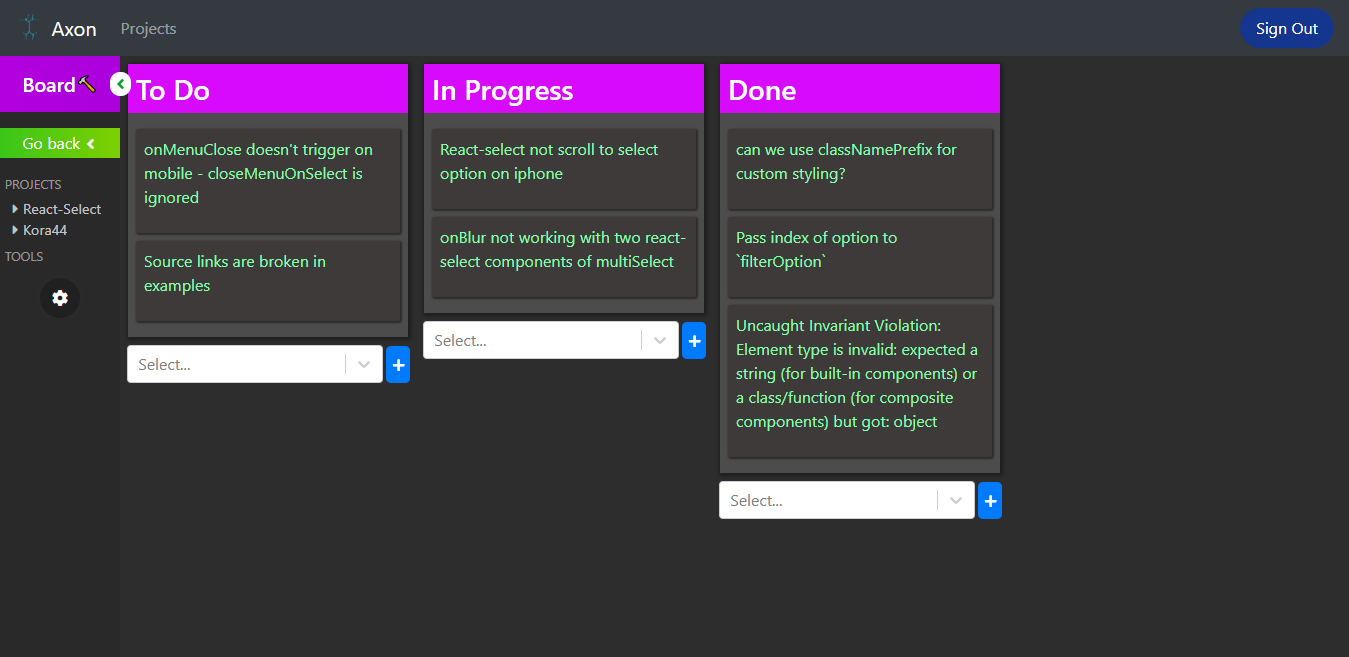 Axon
Projects
Sign Out
Board
Go back
PROJECTS
React-Select
Kora44
TOOLS
To Do
onMenuClose doesn't trigger on
mobile - closeMenuOnSelect is
ignored
Source links are broken in
examples
Select...
+
In Progress
React-select not scroll to select
option on iphone
onBlur not working with two react-
select components of multiSelect
Select...
+
Done
can we use classNamePrefix for
custom styling?
Pass index of option to
`filterOption`
Uncaught Invariant Violation:
Element type is invalid: expected a
string (for built-in components) or
a class/function (for composite
components) but got: object
Select...
+